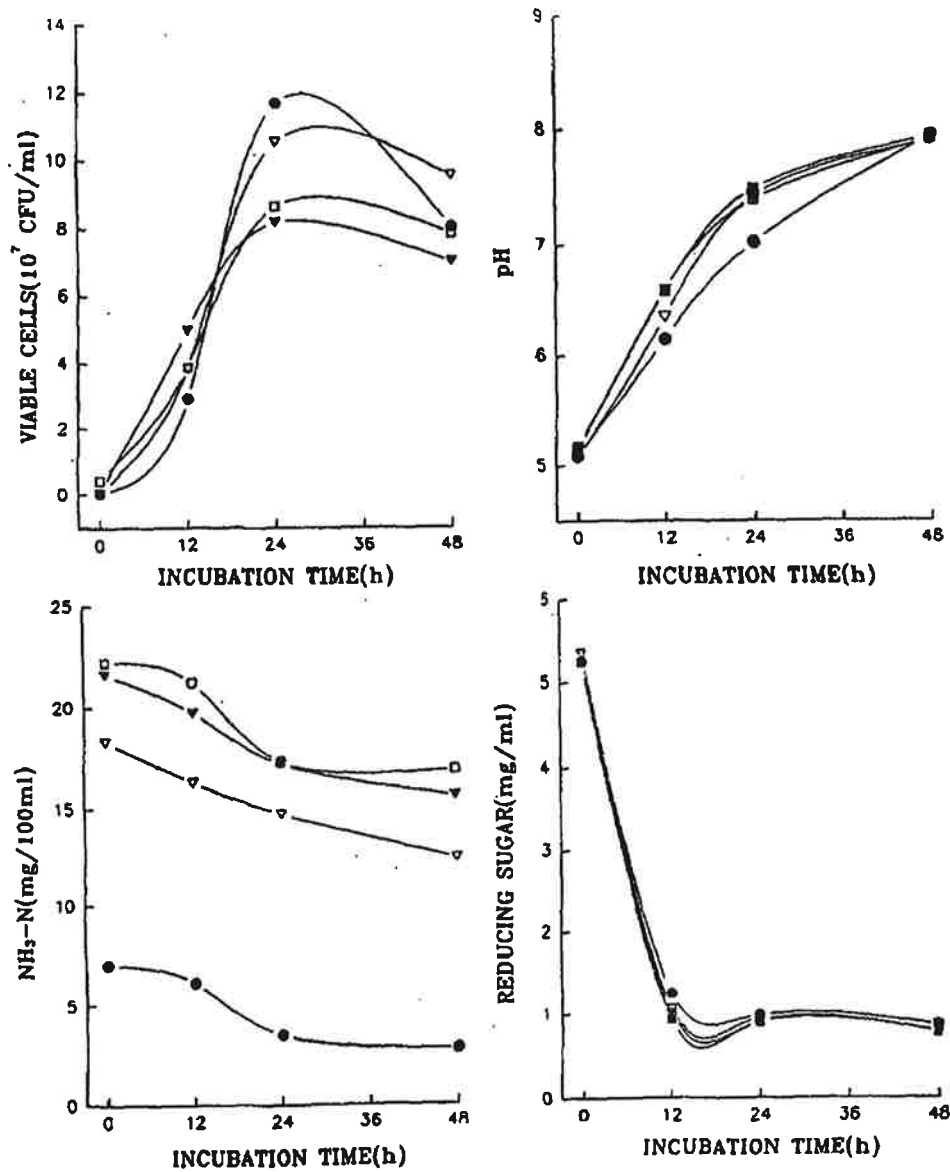 VIABLE CELLS(10⁷ CFU/ml)
12
10
8
6
4
2
0
0 12 24 36 48
INCUBATION TIME(h)
pH
9
8
7
6
5
0 12 24 36 48
INCUBATION TIME(h)
NH₃-N(mg/100ml)
25
20
15
10
5
0
0 12 24 36 48
INCUBATION TIME(h)
REDUCING SUGAR(mg/ml)
5
5
4
3
2
1
0
0 12 24 36 48
INCUBATION TIME(h)